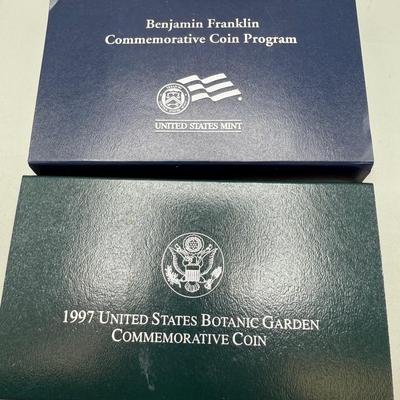 Benjamin Franklin
Commemorative Coin Program
UNITED STATES MINT
1997 UNITED STATES BOTANIC GARDEN
COMMEMORATIVE COIN